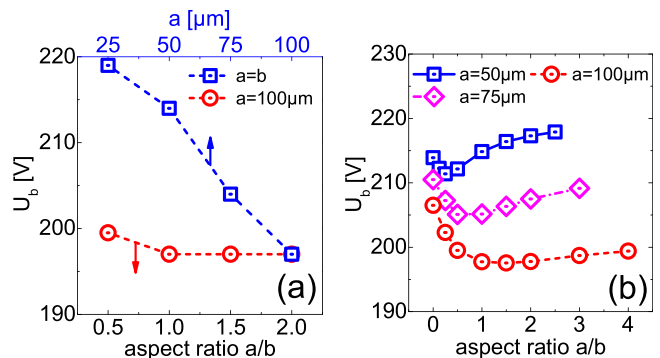 a [µm]
25 50 75 100
220
210
200
190
U_b [V]
a=b
a=100µm
(a)
0.5 1.0 1.5 2.0
aspect ratio a/b
230
220
210
200
190
U_b [V]
a=50µm a=100µm
a=75µm
(b)
0 1 2 3 4
aspect ratio a/b